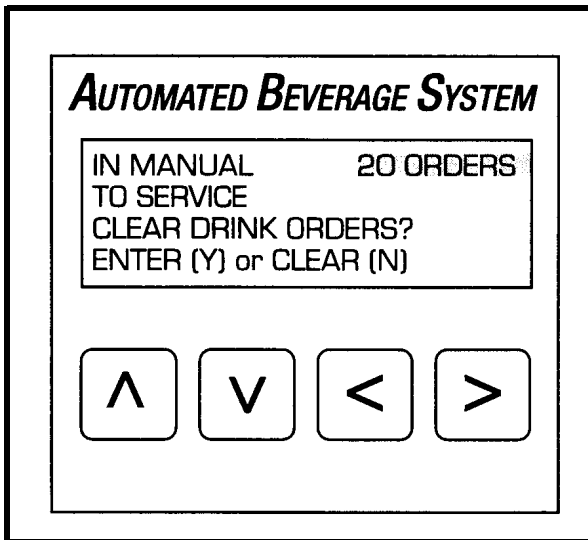 AUTOMATED BEVERAGE SYSTEM
IN MANUAL 20 ORDERS
TO SERVICE
CLEAR DRINK ORDERS?
ENTER (Y) or CLEAR (N)
∧ ∨ < >